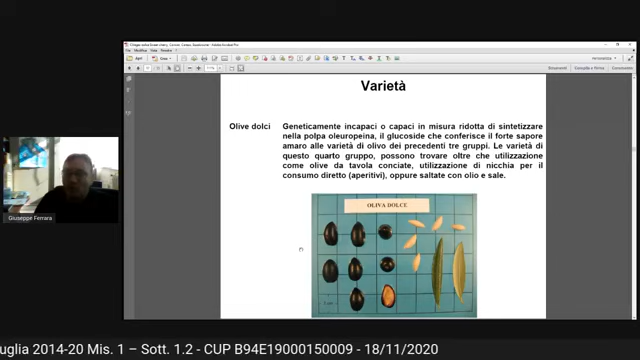 Varietà
Olive dolci
Geneticamente incapaci o capaci in misura ridotta di sintetizzare
nella polpa oleuropeina, il glucoside che conferisce il forte sapore
amaro alle varietà di olivo dei precedenti tre gruppi. Le varietà di
questo quarto gruppo, possono trovare oltre che utilizzazione
come olive da tavola conciate, utilizzazione di nicchia per il
consumo diretto (aperitivi), oppure saltate con olio e sale.
OLIVA DOLCE
Giuseppe Ferrara
uglia 2014-20 Mis. 1 – Sott. 1.2 - CUP B94E19000150009 - 18/11/2020